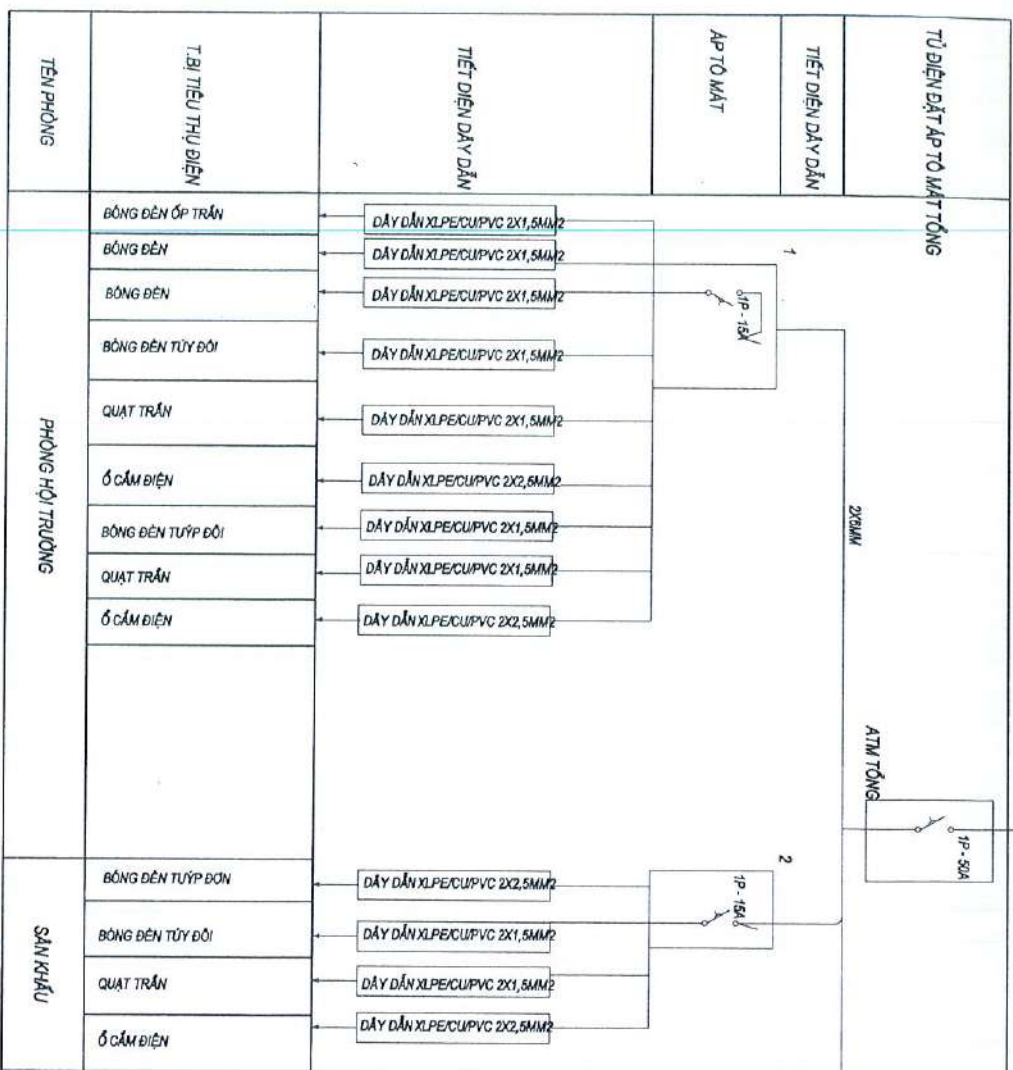 TỦ ĐIỆN ĐẶT ÁP TÔ MÁT TỔNG
ATM TỔNG
1P - 50A
TIẾT DIỆN DÂY DẪN
2X6MM
ÁP TÔ MÁT
1
1P - 15A
2
1P - 15A
TIẾT DIỆN DÂY DẪN
DÂY DẪN XLPE/CU/PVC 2X1,5MM2
DÂY DẪN XLPE/CU/PVC 2X1,5MM2
DÂY DẪN XLPE/CU/PVC 2X1,5MM2
DÂY DẪN XLPE/CU/PVC 2X1,5MM2
DÂY DẪN XLPE/CU/PVC 2X1,5MM2
DÂY DẪN XLPE/CU/PVC 2X2,5MM2
DÂY DẪN XLPE/CU/PVC 2X1,5MM2
DÂY DẪN XLPE/CU/PVC 2X1,5MM2
DÂY DẪN XLPE/CU/PVC 2X2,5MM2
DÂY DẪN XLPE/CU/PVC 2X2,5MM2
DÂY DẪN XLPE/CU/PVC 2X1,5MM2
DÂY DẪN XLPE/CU/PVC 2X1,5MM2
DÂY DẪN XLPE/CU/PVC 2X2,5MM2
T.BỊ TIÊU THỤ ĐIỆN
BÓNG ĐÈN ỐP TRẦN
BÓNG ĐÈN
BÓNG ĐÈN
BÓNG ĐÈN TÚY ĐÔI
QUẠT TRẦN
Ổ CẮM ĐIỆN
BÓNG ĐÈN TUÝP ĐÔI
QUẠT TRẦN
Ổ CẮM ĐIỆN
BÓNG ĐÈN TUÝP ĐƠN
BÓNG ĐÈN TÚY ĐÔI
QUẠT TRẦN
Ổ CẮM ĐIỆN
TÊN PHÒNG
PHÒNG HỘI TRƯỜNG
SÂN KHẤU